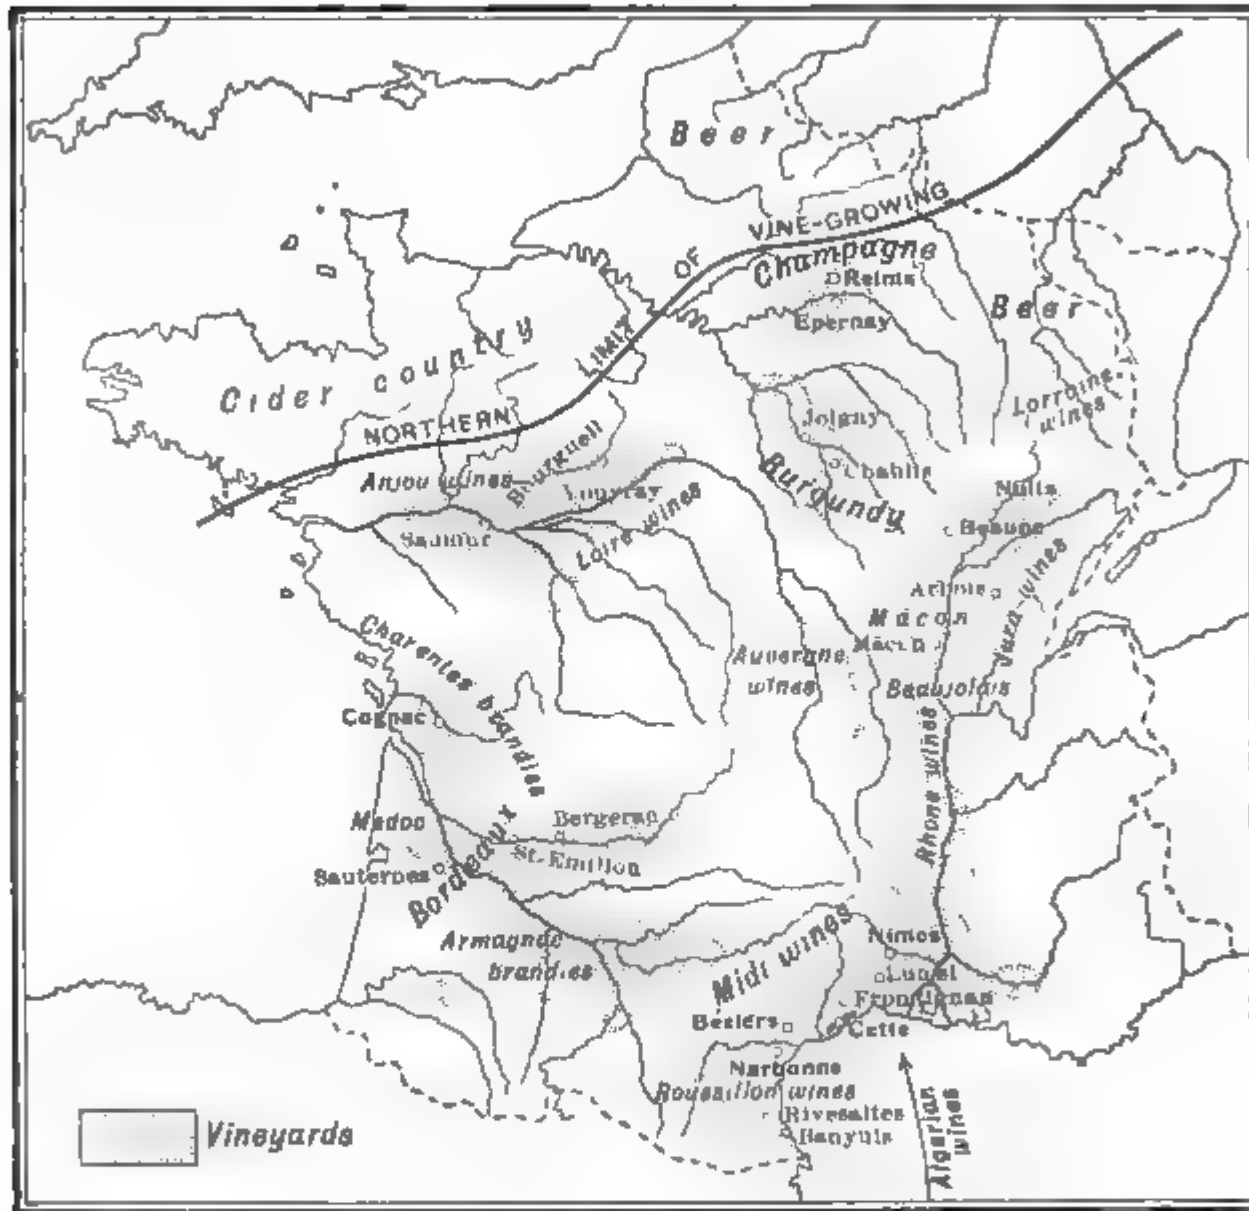 Beer
NORTHERN LIMIT OF VINE-GROWING
Champagne
Reims
Epernay
Beer
Cider country
Lorraine
wines
Joigny
Chablis
Burgundy
Anjou wines
Bourgueil
Vouvray
Loire wines
Saumur
Nuits
Beaune
Arbois
Jura wines
Mâcon
Mâcon
Beaujolais
Auvergne
wines
Charentes brandies
Cognac
Rhone wines
Medoc
Bordeaux
Bergerac
St-Emilion
Sauternes
Armagnac
brandies
Midi wines
Nimes
Lunel
Frontignan
Cette
Beziers
Narbonne
Roussillon wines
Rivesaltes
Banyuls
Algerian
wines
Vineyards